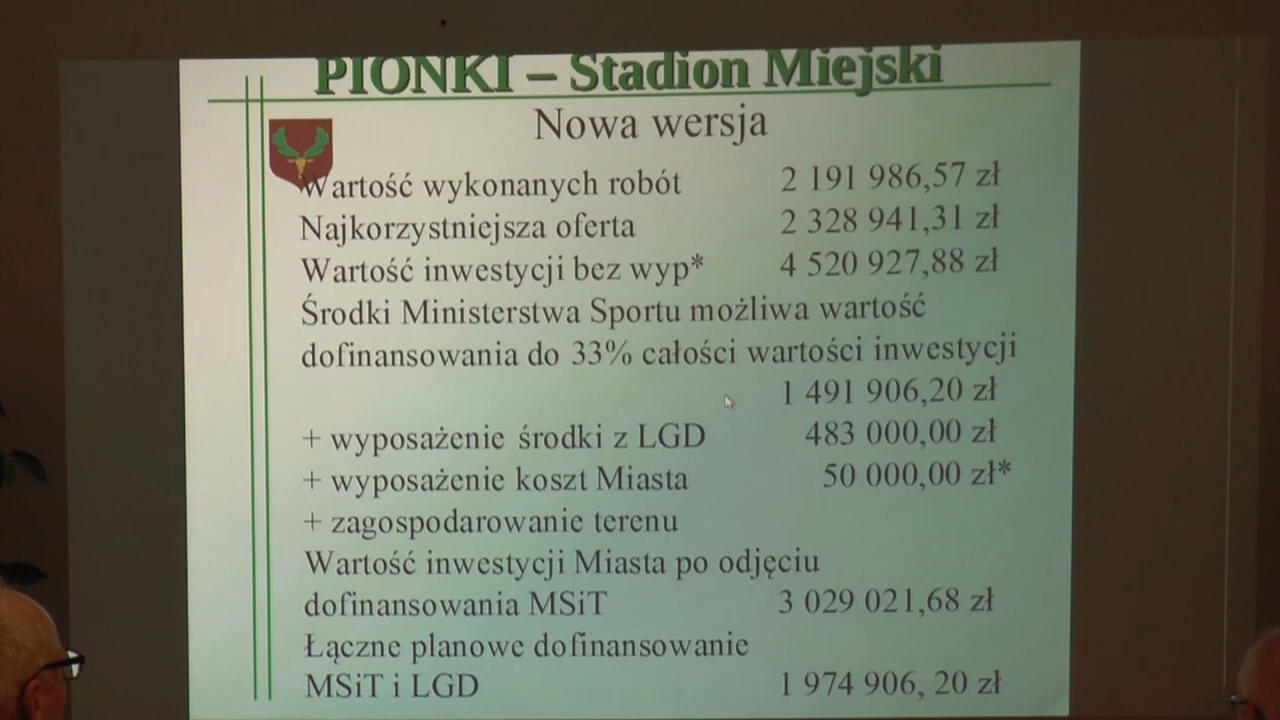 PIONKI – Stadion Miejski
Nowa wersja
Wartość wykonanych robót 2 191 986,57 zł
Najkorzystniejsza oferta 2 328 941,31 zł
Wartość inwestycji bez wyp* 4 520 927,88 zł
Środki Ministerstwa Sportu możliwa wartość
dofinansowania do 33% całości wartości inwestycji
1 491 906,20 zł
+ wyposażenie środki z LGD 483 000,00 zł
+ wyposażenie koszt Miasta 50 000,00 zł*
+ zagospodarowanie terenu
Wartość inwestycji Miasta po odjęciu
dofinansowania MSiT 3 029 021,68 zł
Łączne planowe dofinansowanie
MSiT i LGD 1 974 906, 20 zł